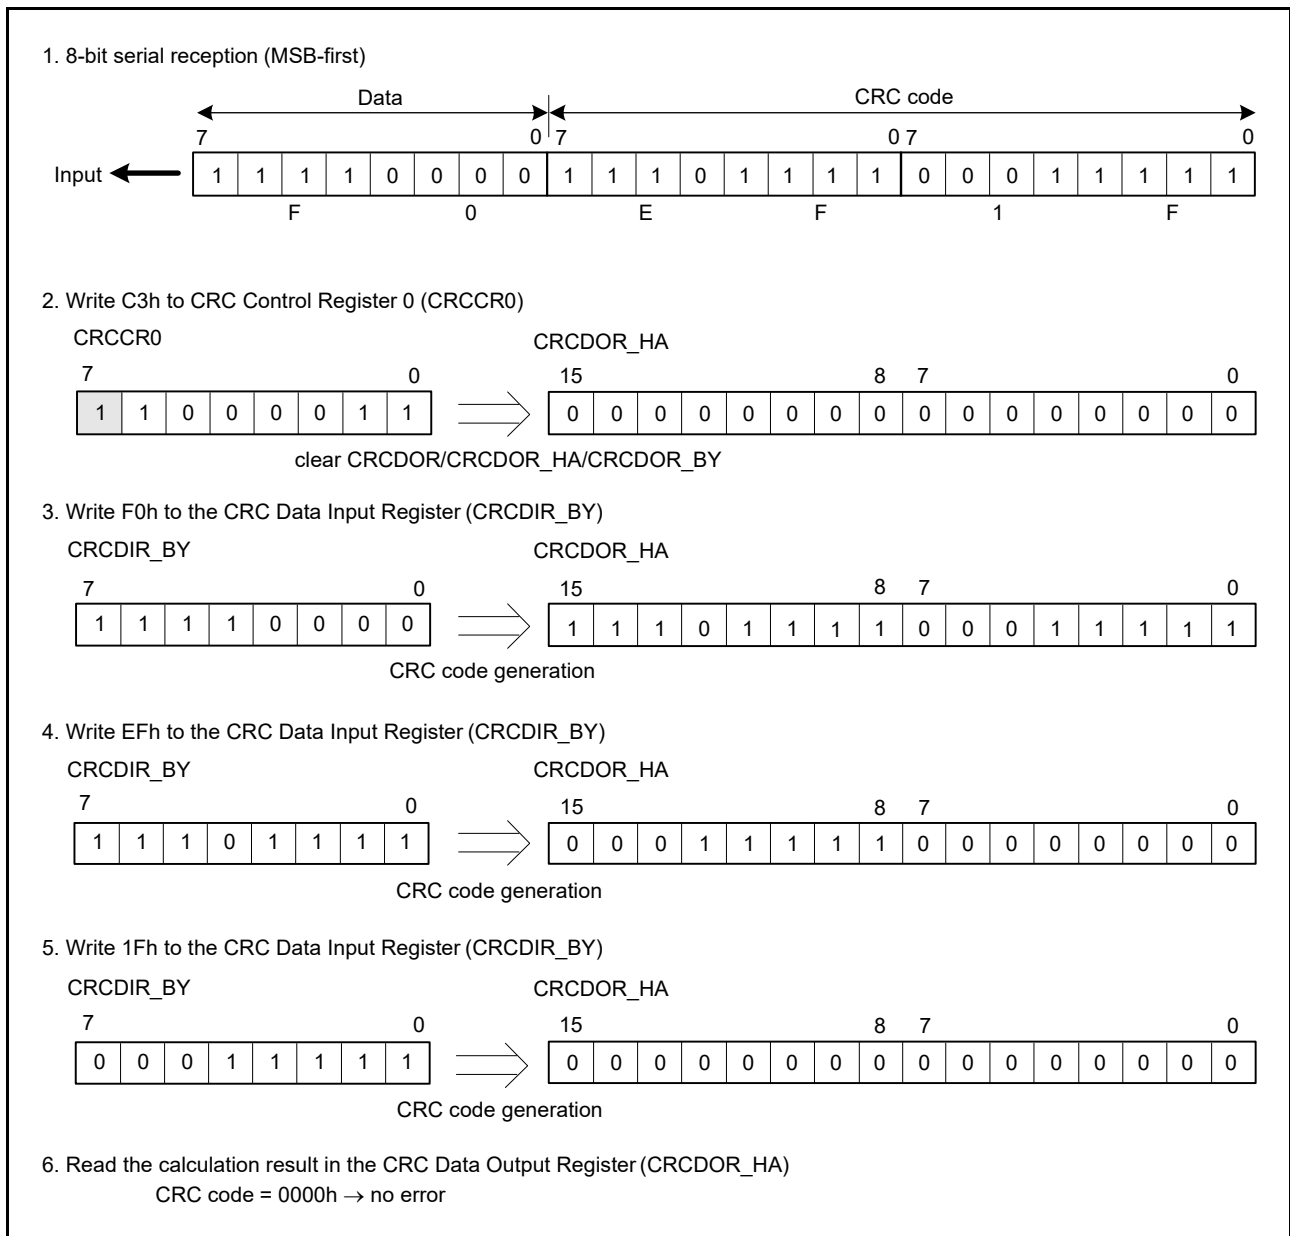 1. 8-bit serial reception (MSB-first)
Data CRC code
7 0 7 0 7 0
Input 1 1 1 1 0 0 0 0 1 1 1 0 1 1 1 1 0 0 0 1 1 1 1 1
F 0 E F 1 F
2. Write C3h to CRC Control Register 0 (CRCCR0)
CRCCR0 CRCDOR_HA
7 0 15 8 7 0
1 1 0 0 0 0 1 1 0 0 0 0 0 0 0 0 0 0 0 0 0 0 0 0
clear CRCDOR/CRCDOR_HA/CRCDOR_BY
3. Write F0h to the CRC Data Input Register (CRCDIR_BY)
CRCDIR_BY CRCDOR_HA
7 0 15 8 7 0
1 1 1 1 0 0 0 0 1 1 1 0 1 1 1 1 0 0 0 1 1 1 1 1
CRC code generation
4. Write EFh to the CRC Data Input Register (CRCDIR_BY)
CRCDIR_BY CRCDOR_HA
7 0 15 8 7 0
1 1 1 0 1 1 1 1 0 0 0 1 1 1 1 1 0 0 0 0 0 0 0 0
CRC code generation
5. Write 1Fh to the CRC Data Input Register (CRCDIR_BY)
CRCDIR_BY CRCDOR_HA
7 0 15 8 7 0
0 0 0 1 1 1 1 1 0 0 0 0 0 0 0 0 0 0 0 0 0 0 0 0
CRC code generation
6. Read the calculation result in the CRC Data Output Register (CRCDOR_HA)
CRC code = 0000h → no error